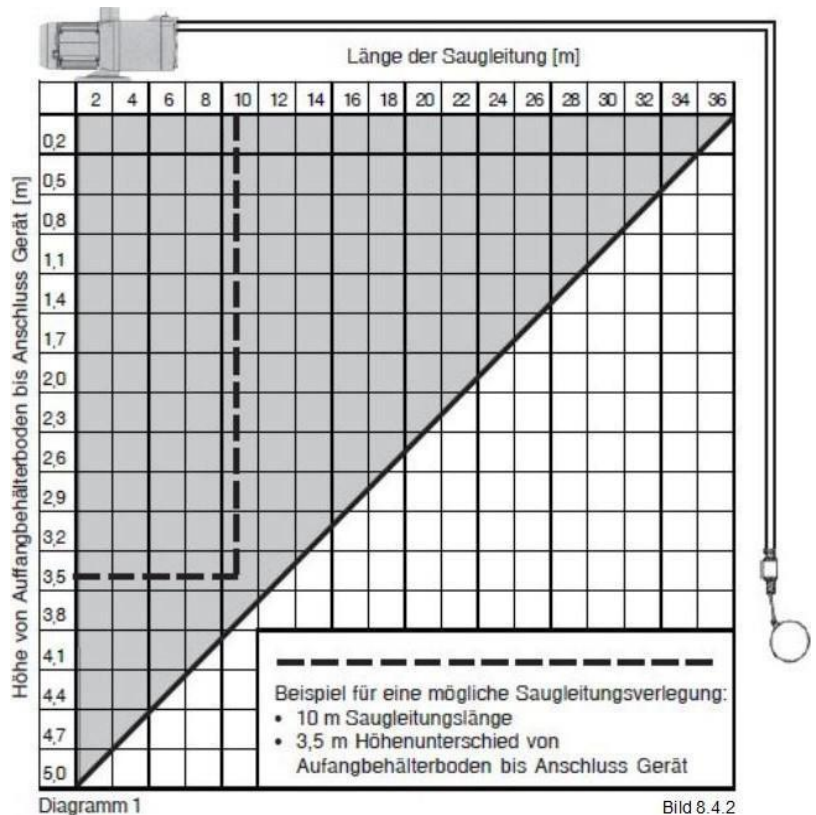 Länge der Saugleitung [m]
2 4 6 8 10 12 14 16 18 20 22 24 26 28 30 32 34 36
Höhe von Auffangbehälterboden bis Anschluss Gerät [m]
0,2
0,5
0,8
1,1
1,4
1,7
2,0
2,3
2,6
2,9
3,2
3,5
3,8
4,1
4,4
4,7
5,0
Beispiel für eine mögliche Saugleitungsverlegung:
• 10 m Saugleitungslänge
• 3,5 m Höhenunterschied von
Aufangbehälterboden bis Anschluss Gerät
Diagramm 1
Bild 8.4.2